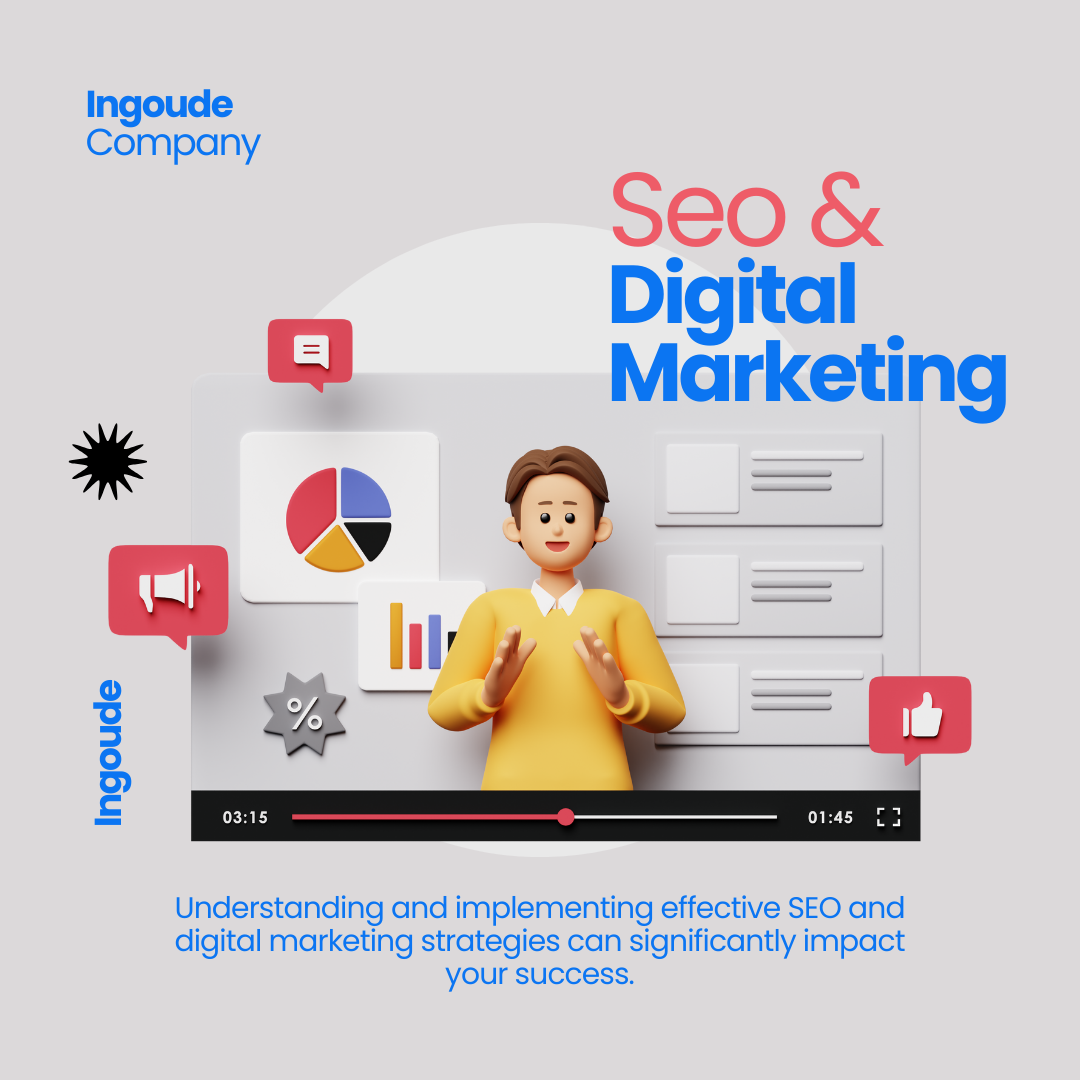 Ingoude
Company
Seo &
Digital
Marketing
%
Ingoude
03:15
01:45
Understanding and implementing effective SEO and
digital marketing strategies can significantly impact
your success.